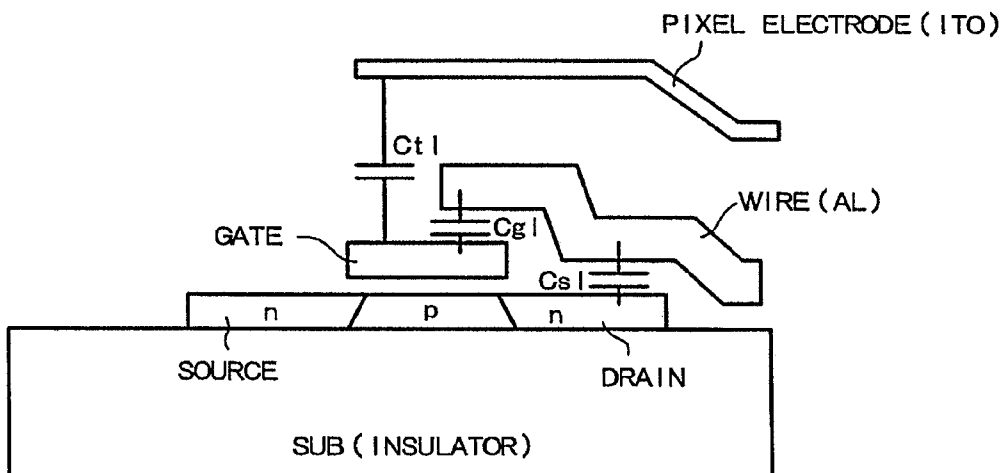 PIXEL ELECTRODE(ITO)
Ctl
WIRE(AL)
Cgl
GATE
Csl
n
p
n
SOURCE
DRAIN
SUB(INSULATOR)